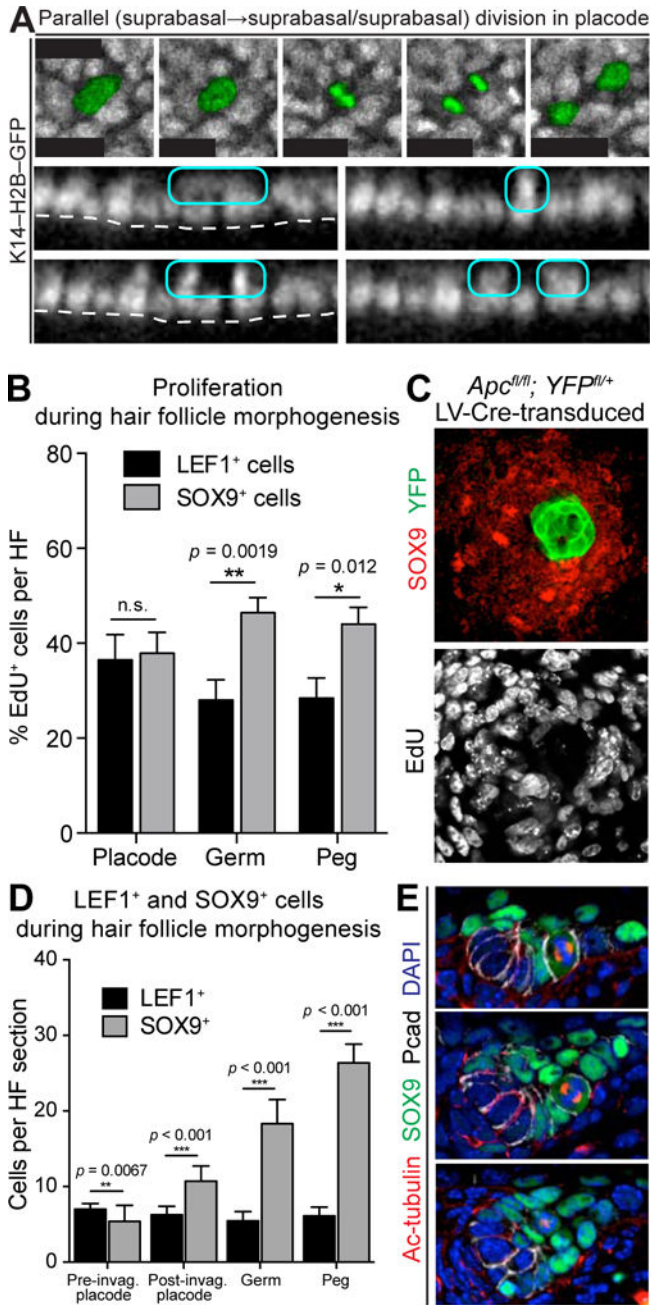 A Parallel (suprabasal→suprabasal/suprabasal) division in placode
K14–H2B–GFP
B Proliferation
during hair follicle morphogenesis
% EdU⁺ cells per HF
80
60
40
20
0
LEF1⁺ cells
SOX9⁺ cells
n.s.
p = 0.0019
**
p = 0.012
*
Placode Germ Peg
C Apcᶠˡ/ᶠˡ; YFPᶠˡ/⁺
LV-Cre-transduced
SOX9 YFP
EdU
D LEF1⁺ and SOX9⁺ cells
during hair follicle morphogenesis
Cells per HF section
40
30
20
10
0
LEF1⁺
SOX9⁺
p = 0.0067
**
p < 0.001
***
p < 0.001
***
p < 0.001
***
Pre-invag. placode
Post-invag. placode
Germ
Peg
E
Ac-tubulin SOX9 Pcad DAPI